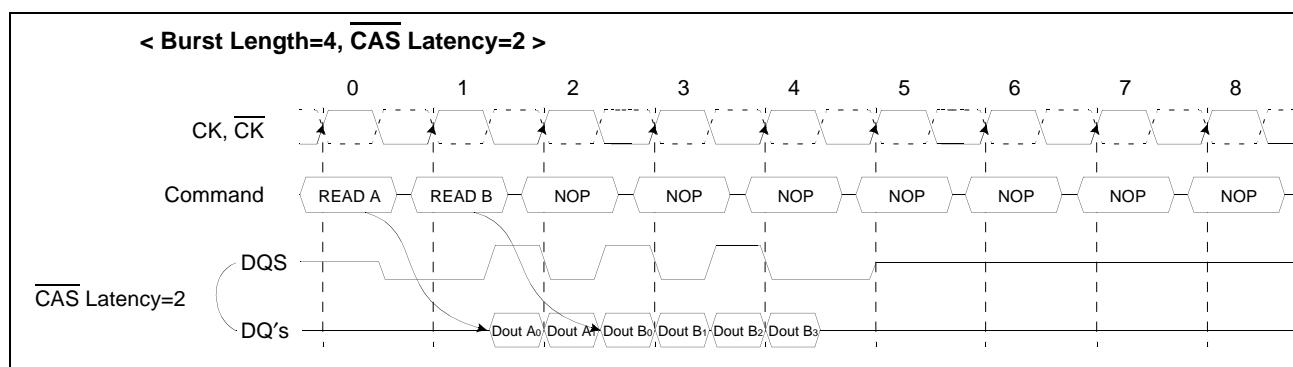 < Burst Length=4, CAS Latency=2 >
0 1 2 3 4 5 6 7 8
CK, CK
Command READ A READ B NOP NOP NOP NOP NOP NOP NOP
DQS
CAS Latency=2
DQ's Dout A0 Dout A1 Dout B0 Dout B1 Dout B2 Dout B3